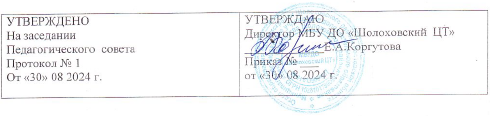 УТВЕРЖДЕНО
На заседании
Педагогического совета
Протокол № 1
От «30» 08 2024 г.
УТВЕРЖДАЮ
Директор МБУ ДО «Шолоховский ЦТ»
Е.А.Коргутова
Приказ №
от «30» 08 2024 г.